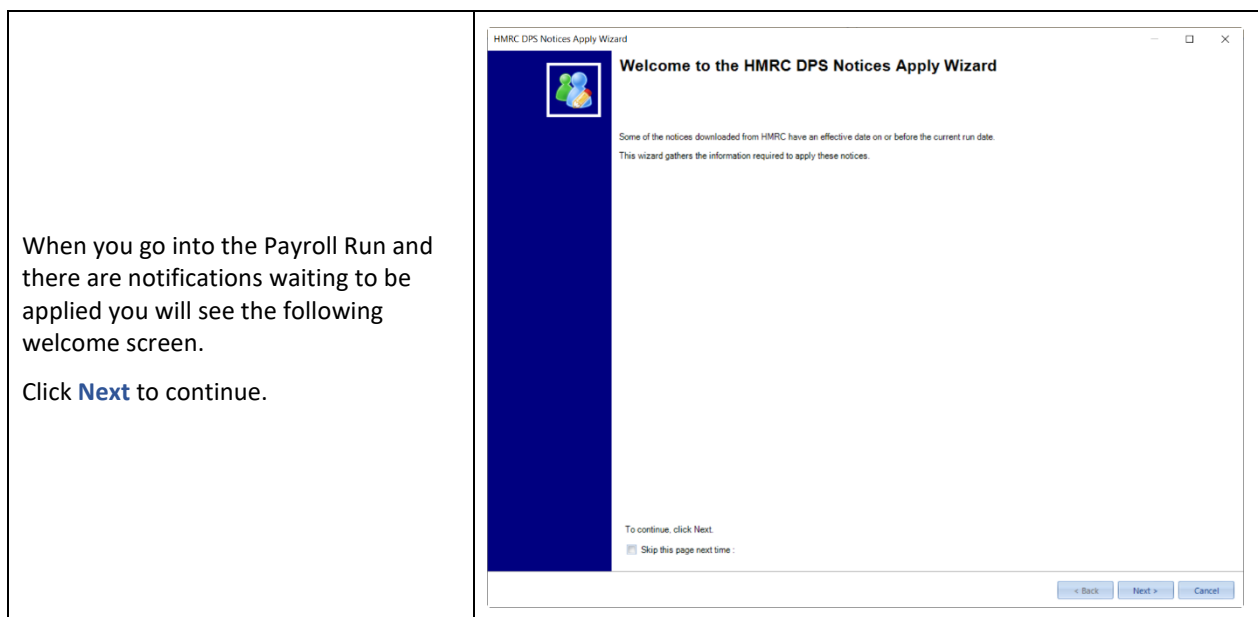 When you go into the Payroll Run and
there are notifications waiting to be
applied you will see the following
welcome screen.
Click Next to continue.
HMRC DPS Notices Apply Wizard
Welcome to the HMRC DPS Notices Apply Wizard
Some of the notices downloaded from HMRC have an effective date on or before the current run date.
This wizard gathers the information required to apply these notices.
To continue, click Next.
Skip this page next time :
< Back Next > Cancel